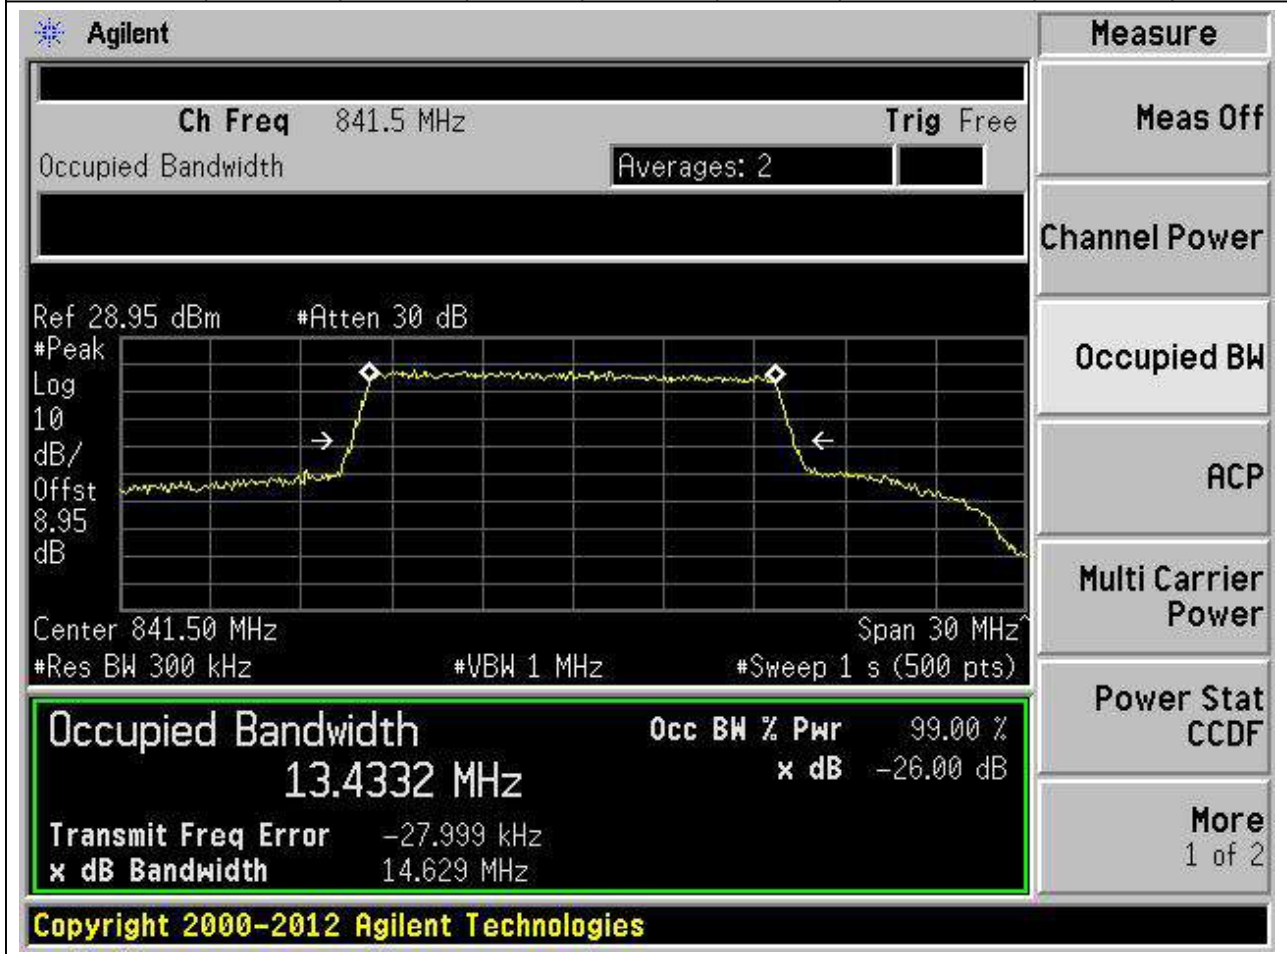 Agilent
Measure
Ch Freq 841.5 MHz Trig Free
Occupied Bandwidth Averages: 2
Meas Off
Channel Power
Occupied BW
ACP
Multi Carrier
Power
Power Stat
CCDF
More
1 of 2
Ref 28.95 dBm #Atten 30 dB
#Peak
Log
10
dB/
Offst
8.95
dB
Center 841.50 MHz Span 30 MHz^
#Res BW 300 kHz #VBW 1 MHz #Sweep 1 s (500 pts)
Occupied Bandwidth Occ BW % Pwr 99.00 %
13.4332 MHz x dB -26.00 dB
Transmit Freq Error -27.999 kHz
x dB Bandwidth 14.629 MHz
Copyright 2000-2012 Agilent Technologies